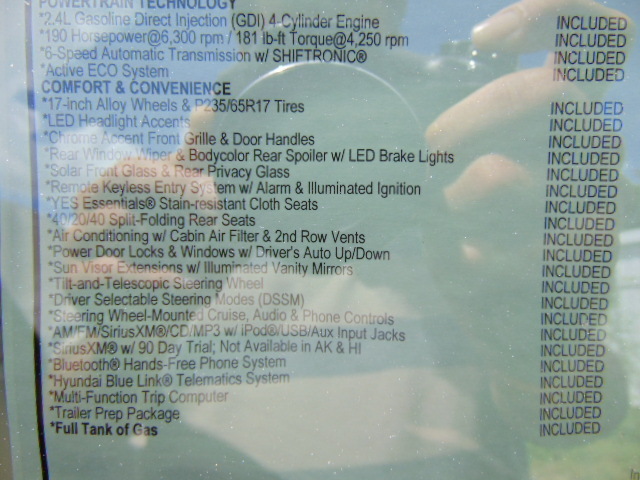 POWERTRAIN TECHNOLOGY
*2.4L Gasoline Direct Injection (GDI) 4-Cylinder Engine INCLUDED
*190 Horsepower@6,300 rpm / 181 lb-ft Torque@4,250 rpm INCLUDED
*6-Speed Automatic Transmission w/ SHIFTRONIC® INCLUDED
*Active ECO System INCLUDED
COMFORT & CONVENIENCE
*17-inch Alloy Wheels & P235/65R17 Tires INCLUDED
*LED Headlight Accents INCLUDED
*Chrome Accent Front Grille & Door Handles INCLUDED
*Rear Window Wiper & Bodycolor Rear Spoiler w/ LED Brake Lights INCLUDED
*Solar Front Glass & Rear Privacy Glass INCLUDED
*Remote Keyless Entry System w/ Alarm & Illuminated Ignition INCLUDED
*YES Essentials® Stain-resistant Cloth Seats INCLUDED
*40/20/40 Split-Folding Rear Seats INCLUDED
*Air Conditioning w/ Cabin Air Filter & 2nd Row Vents INCLUDED
*Power Door Locks & Windows w/ Driver's Auto Up/Down INCLUDED
*Sun Visor Extensions w/ Illuminated Vanity Mirrors INCLUDED
*Tilt-and-Telescopic Steering Wheel INCLUDED
*Driver Selectable Steering Modes (DSSM) INCLUDED
*Steering Wheel-Mounted Cruise, Audio & Phone Controls INCLUDED
*AM/FM/SiriusXM®/CD/MP3 w/ iPod®/USB/Aux Input Jacks INCLUDED
*SiriusXM® w/ 90 Day Trial; Not Available in AK & HI INCLUDED
*Bluetooth® Hands-Free Phone System INCLUDED
*Hyundai Blue Link® Telematics System INCLUDED
*Multi-Function Trip Computer INCLUDED
*Trailer Prep Package INCLUDED
*Full Tank of Gas INCLUDED